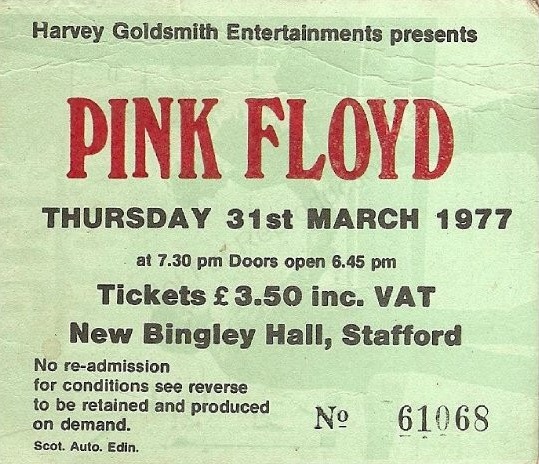 Harvey Goldsmith Entertainments presents
PINK FLOYD
THURSDAY 31st MARCH 1977
at 7.30 pm Doors open 6.45 pm
Tickets £3.50 inc. VAT
New Bingley Hall, Stafford
No re-admission
for conditions see reverse
to be retained and produced
on demand.
Nº 61068
Scot. Auto. Edin.